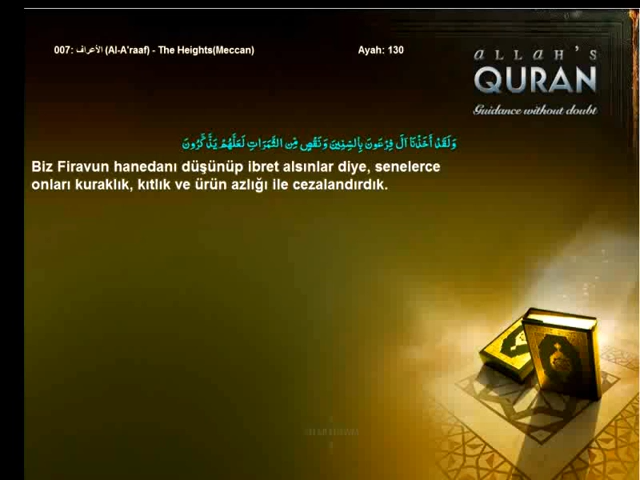 007: الأعراف (Al-A'raaf) - The Heights(Meccan)
Ayah: 130
ALLAH'S
QURAN
Guidance without doubt
وَلَقَدْ أَخَذْنَا آلَ فِرْعَوْنَ بِالسِّنِينَ وَنَقْصٍ مِّنَ الثَّمَرَاتِ لَعَلَّهُمْ يَذَّكَّرُونَ
Biz Firavun hanedanı düşünüp ibret alsınlar diye, senelerce
onları kuraklık, kıtlık ve ürün azlığı ile cezalandırdık.